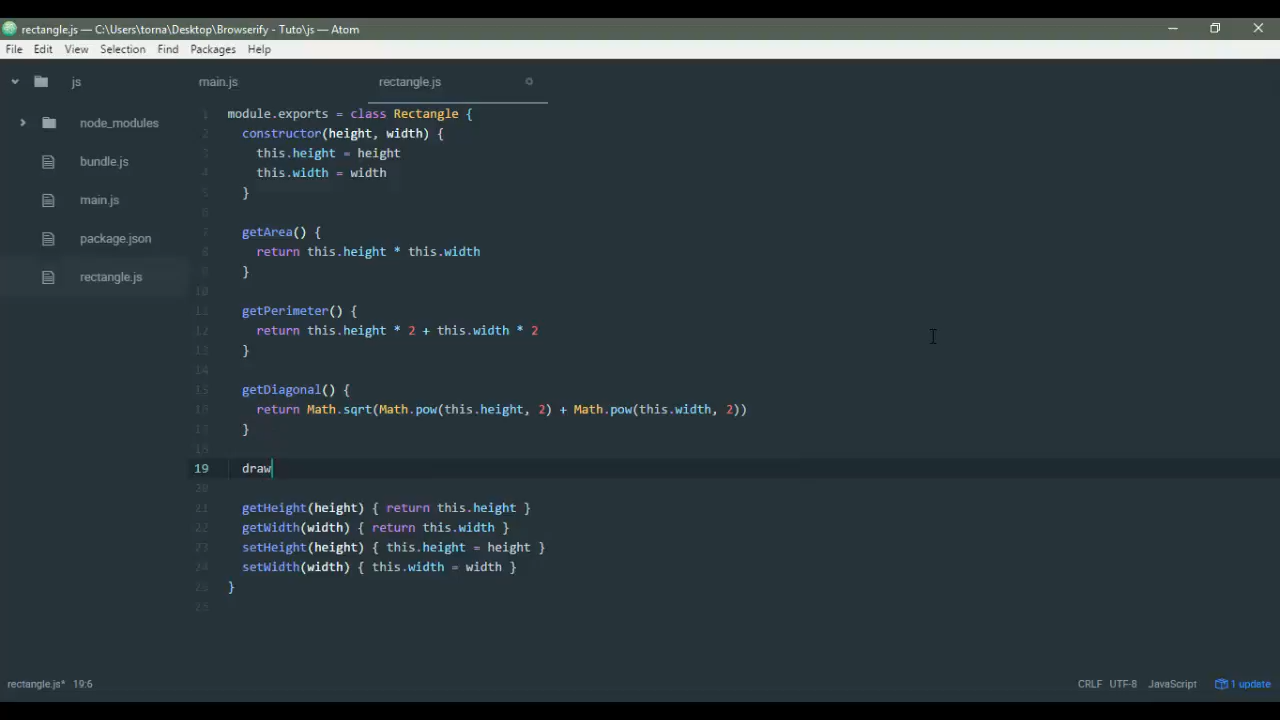 rectangle.js — C:\Users\torna\Desktop\Browserify - Tuto\js — Atom
File Edit View Selection Find Packages Help
js
main.js rectangle.js
node_modules
bundle.js
main.js
package.json
rectangle.js
1 module.exports = class Rectangle {
2 constructor(height, width) {
3 this.height = height
4 this.width = width
5 }
6
7 getArea() {
8 return this.height * this.width
9 }
10
11 getPerimeter() {
12 return this.height * 2 + this.width * 2
13 }
14
15 getDiagonal() {
16 return Math.sqrt(Math.pow(this.height, 2) + Math.pow(this.width, 2))
17 }
18
19 draw
20
21 getHeight(height) { return this.height }
22 getWidth(width) { return this.width }
23 setHeight(height) { this.height = height }
24 setWidth(width) { this.width = width }
25 }
26
rectangle.js* 19:6
CRLF UTF-8 JavaScript 1 update